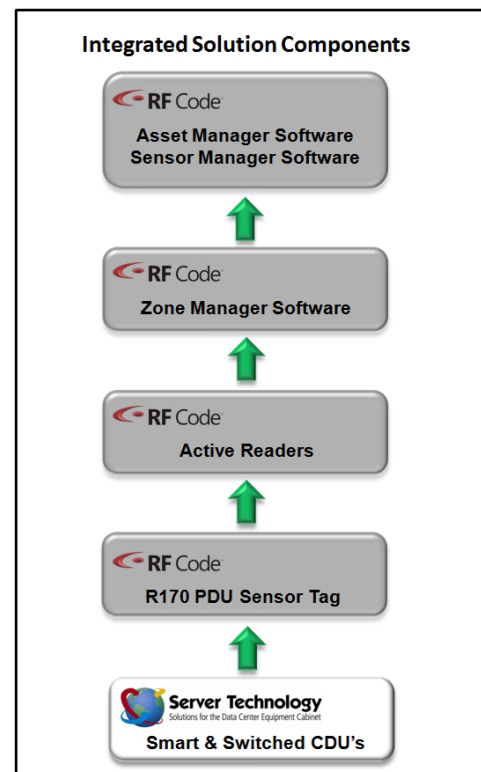 Integrated Solution Components
RF Code
Asset Manager Software
Sensor Manager Software
RF Code
Zone Manager Software
RF Code
Active Readers
RF Code
R170 PDU Sensor Tag
Server Technology
Solutions for the Data Center Equipment Cabinet
Smart & Switched CDU's